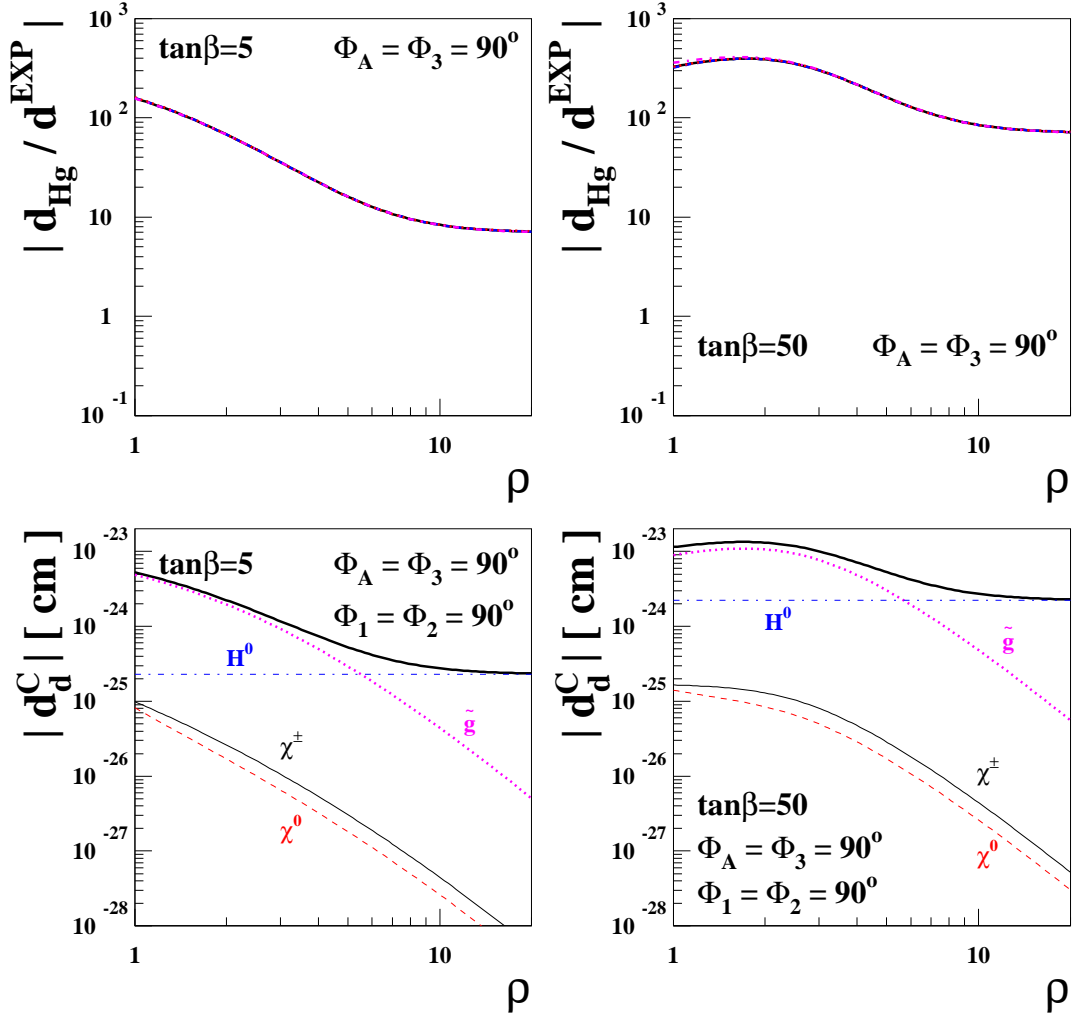 | d_Hg / d^EXP |
10^3
10^2
10
1
10^-1
tanβ=5 Φ_A = Φ_3 = 90°
1 10
ρ
| d_Hg / d^EXP |
10^3
10^2
10
1
10^-1
tanβ=50 Φ_A = Φ_3 = 90°
1 10
ρ
| d^C_d | [ cm ]
10^-23
10^-24
10^-25
10^-26
10^-27
10^-28
tanβ=5 Φ_A = Φ_3 = 90°
Φ_1 = Φ_2 = 90°
H^0
g̃
χ^±
χ^0
1 10
ρ
| d^C_d | [ cm ]
10^-23
10^-24
10^-25
10^-26
10^-27
10^-28
H^0
g̃
χ^±
tanβ=50
Φ_A = Φ_3 = 90°
χ^0
Φ_1 = Φ_2 = 90°
1 10
ρ